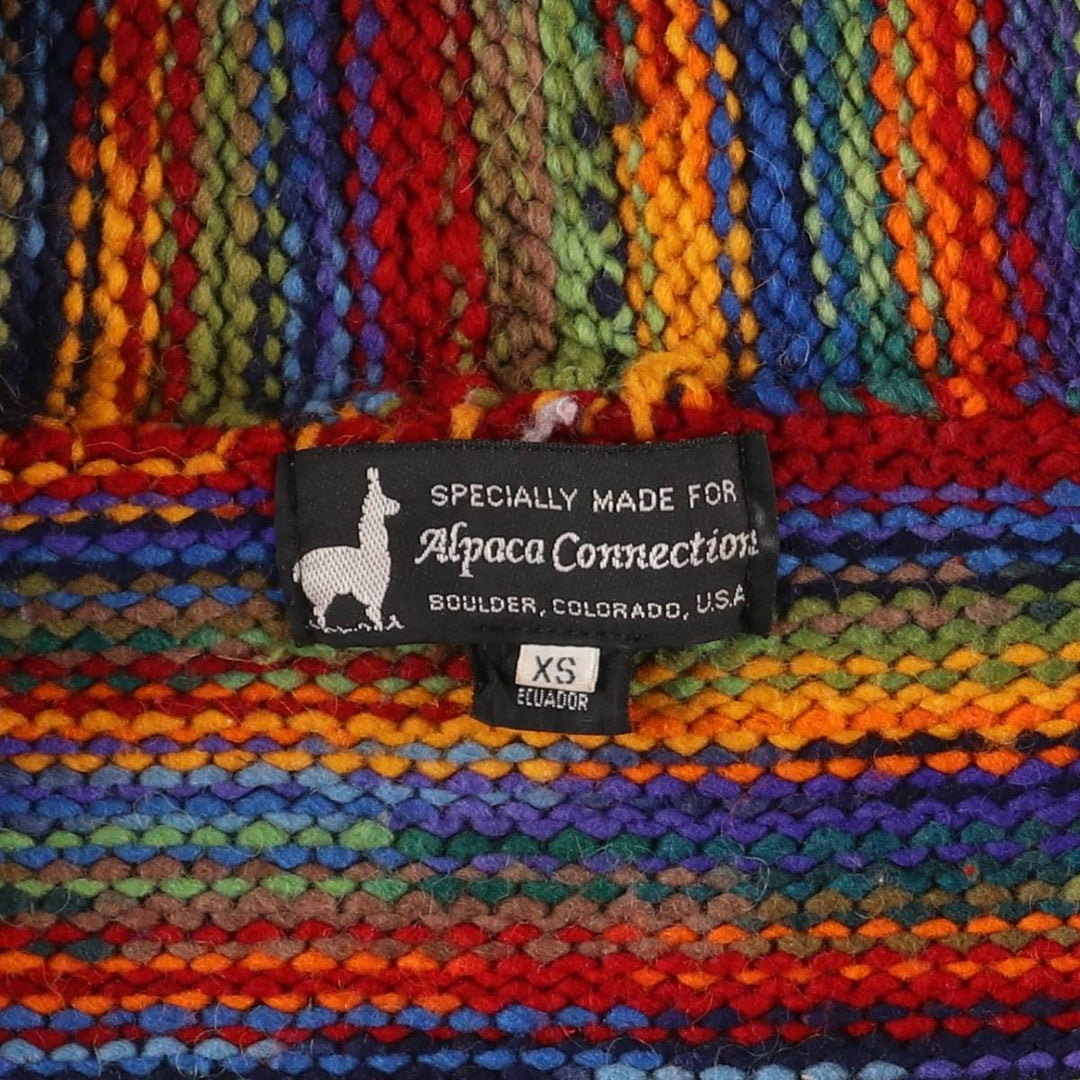 SPECIALLY MADE FOR
Alpaca Connection
BOULDER, COLORADO, U.S.A
XS
ECUADOR